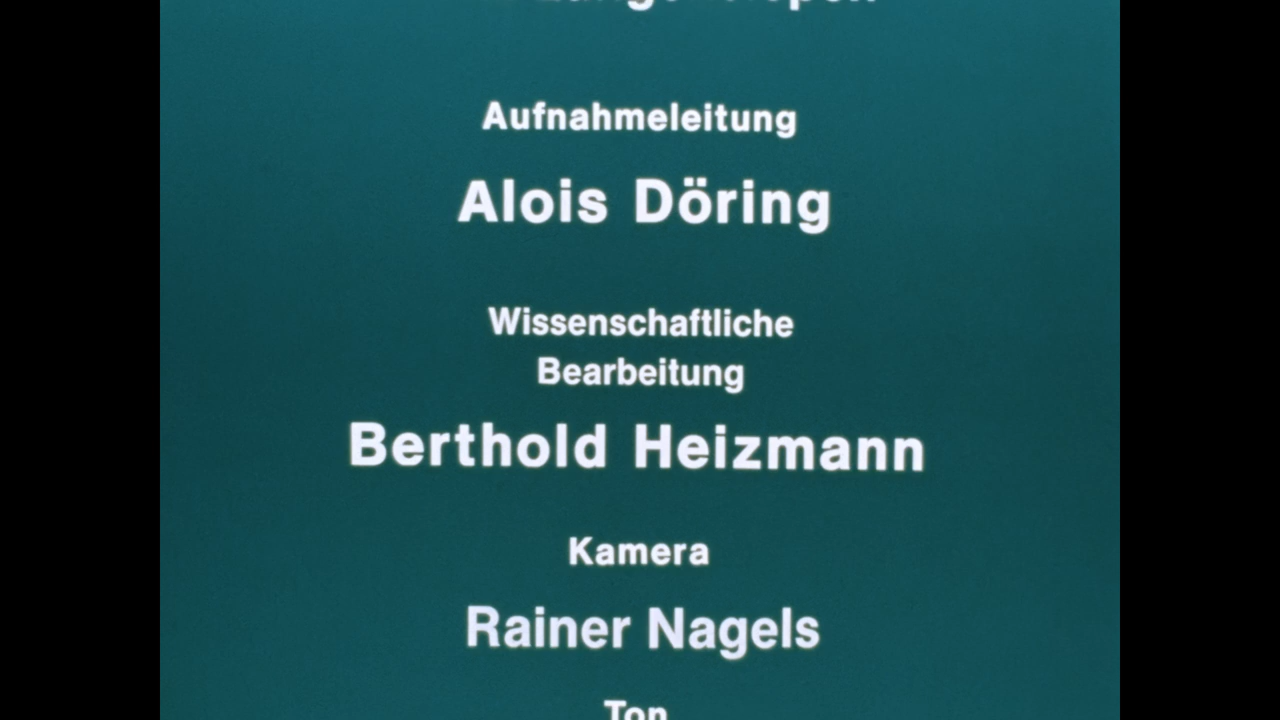 Aufnahmeleitung
Alois Döring
Wissenschaftliche
Bearbeitung
Berthold Heizmann
Kamera
Rainer Nagels
Ton